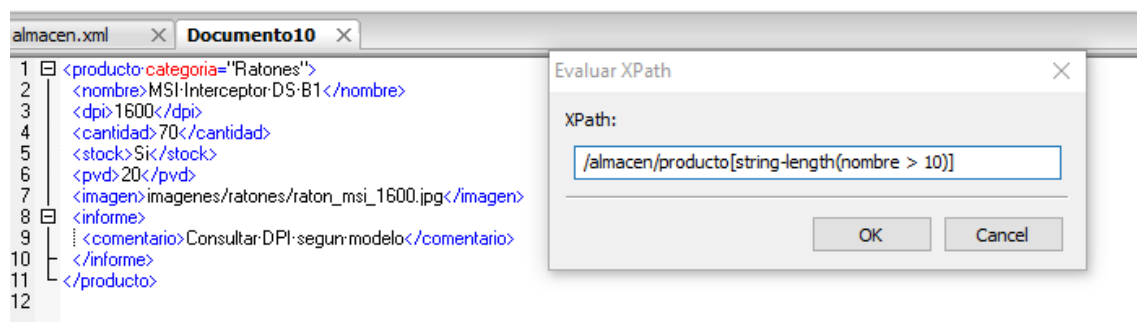 almacen.xml
Documento10
1 <producto categoria="Ratones">
2 <nombre>MSI·Interceptor·DS·B1</nombre>
3 <dpi>1600</dpi>
4 <cantidad>70</cantidad>
5 <stock>Si</stock>
6 <pvd>20</pvd>
7 <imagen>imagenes/ratones/raton_msi_1600.jpg</imagen>
8 <informe>
9 <comentario>Consultar·DPI·segun·modelo</comentario>
10 </informe>
11 </producto>
12
Evaluar XPath
XPath:
/almacen/producto[string-length(nombre > 10)]
OK
Cancel